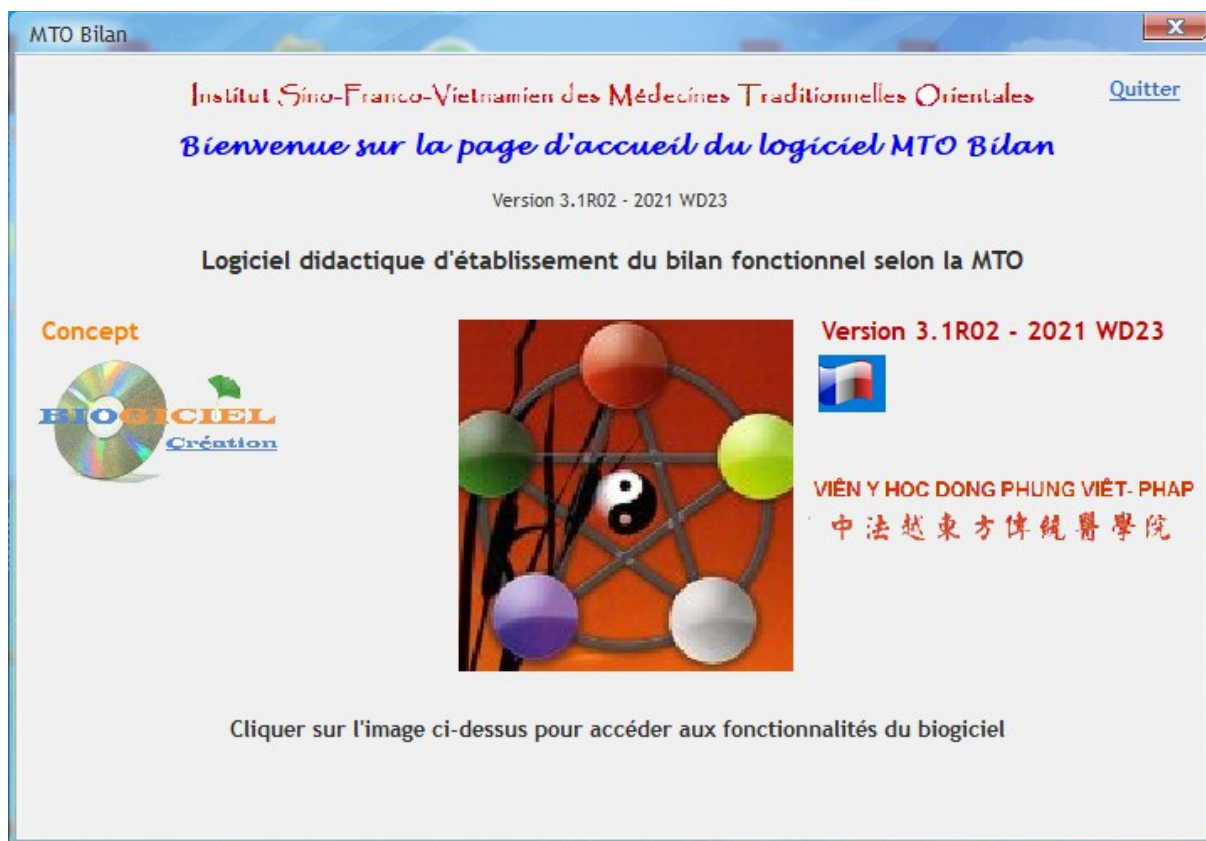 MTO Bilan
Institut Sino-Franco-Vietnamien des Médecines Traditionnelles Orientales
Quitter
Bienvenue sur la page d'accueil du logiciel MTO Bilan
Version 3.1R02 - 2021 WD23
Logiciel didactique d'établissement du bilan fonctionnel selon la MTO
Concept
BIOGICIEL
Création
Version 3.1R02 - 2021 WD23
VIÊN Y HOC DONG PHUNG VIÊT- PHAP
中法越東方傳統醫學院
Cliquer sur l'image ci-dessus pour accéder aux fonctionnalités du biogiciel